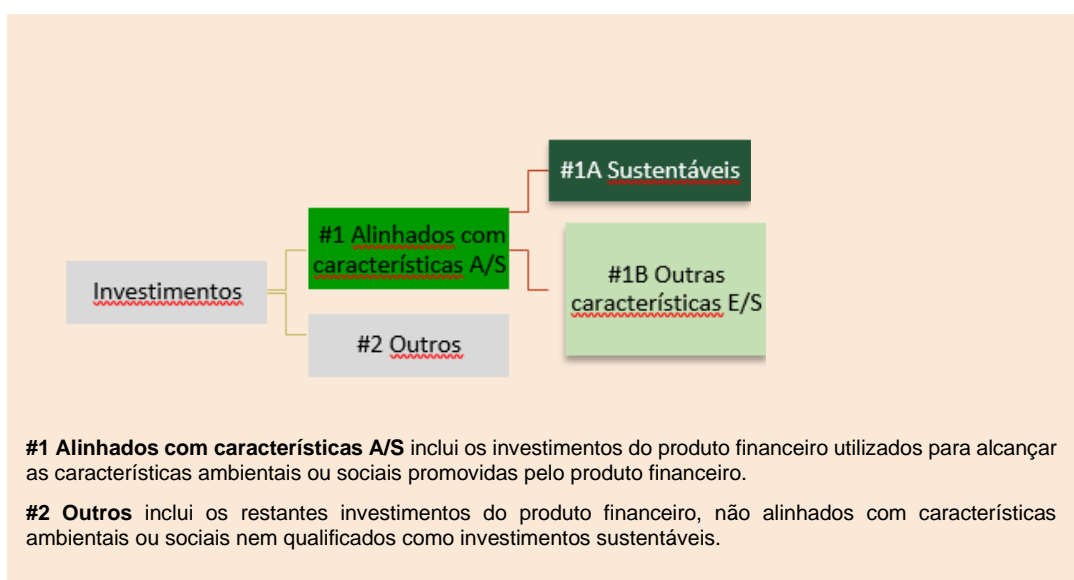 #1A Sustentáveis
#1 Alinhados com
características A/S
#1B Outras
características E/S
Investimentos
#2 Outros
#1 Alinhados com características A/S inclui os investimentos do produto financeiro utilizados para alcançar
as características ambientais ou sociais promovidas pelo produto financeiro.
#2 Outros inclui os restantes investimentos do produto financeiro, não alinhados com características
ambientais ou sociais nem qualificados como investimentos sustentáveis.